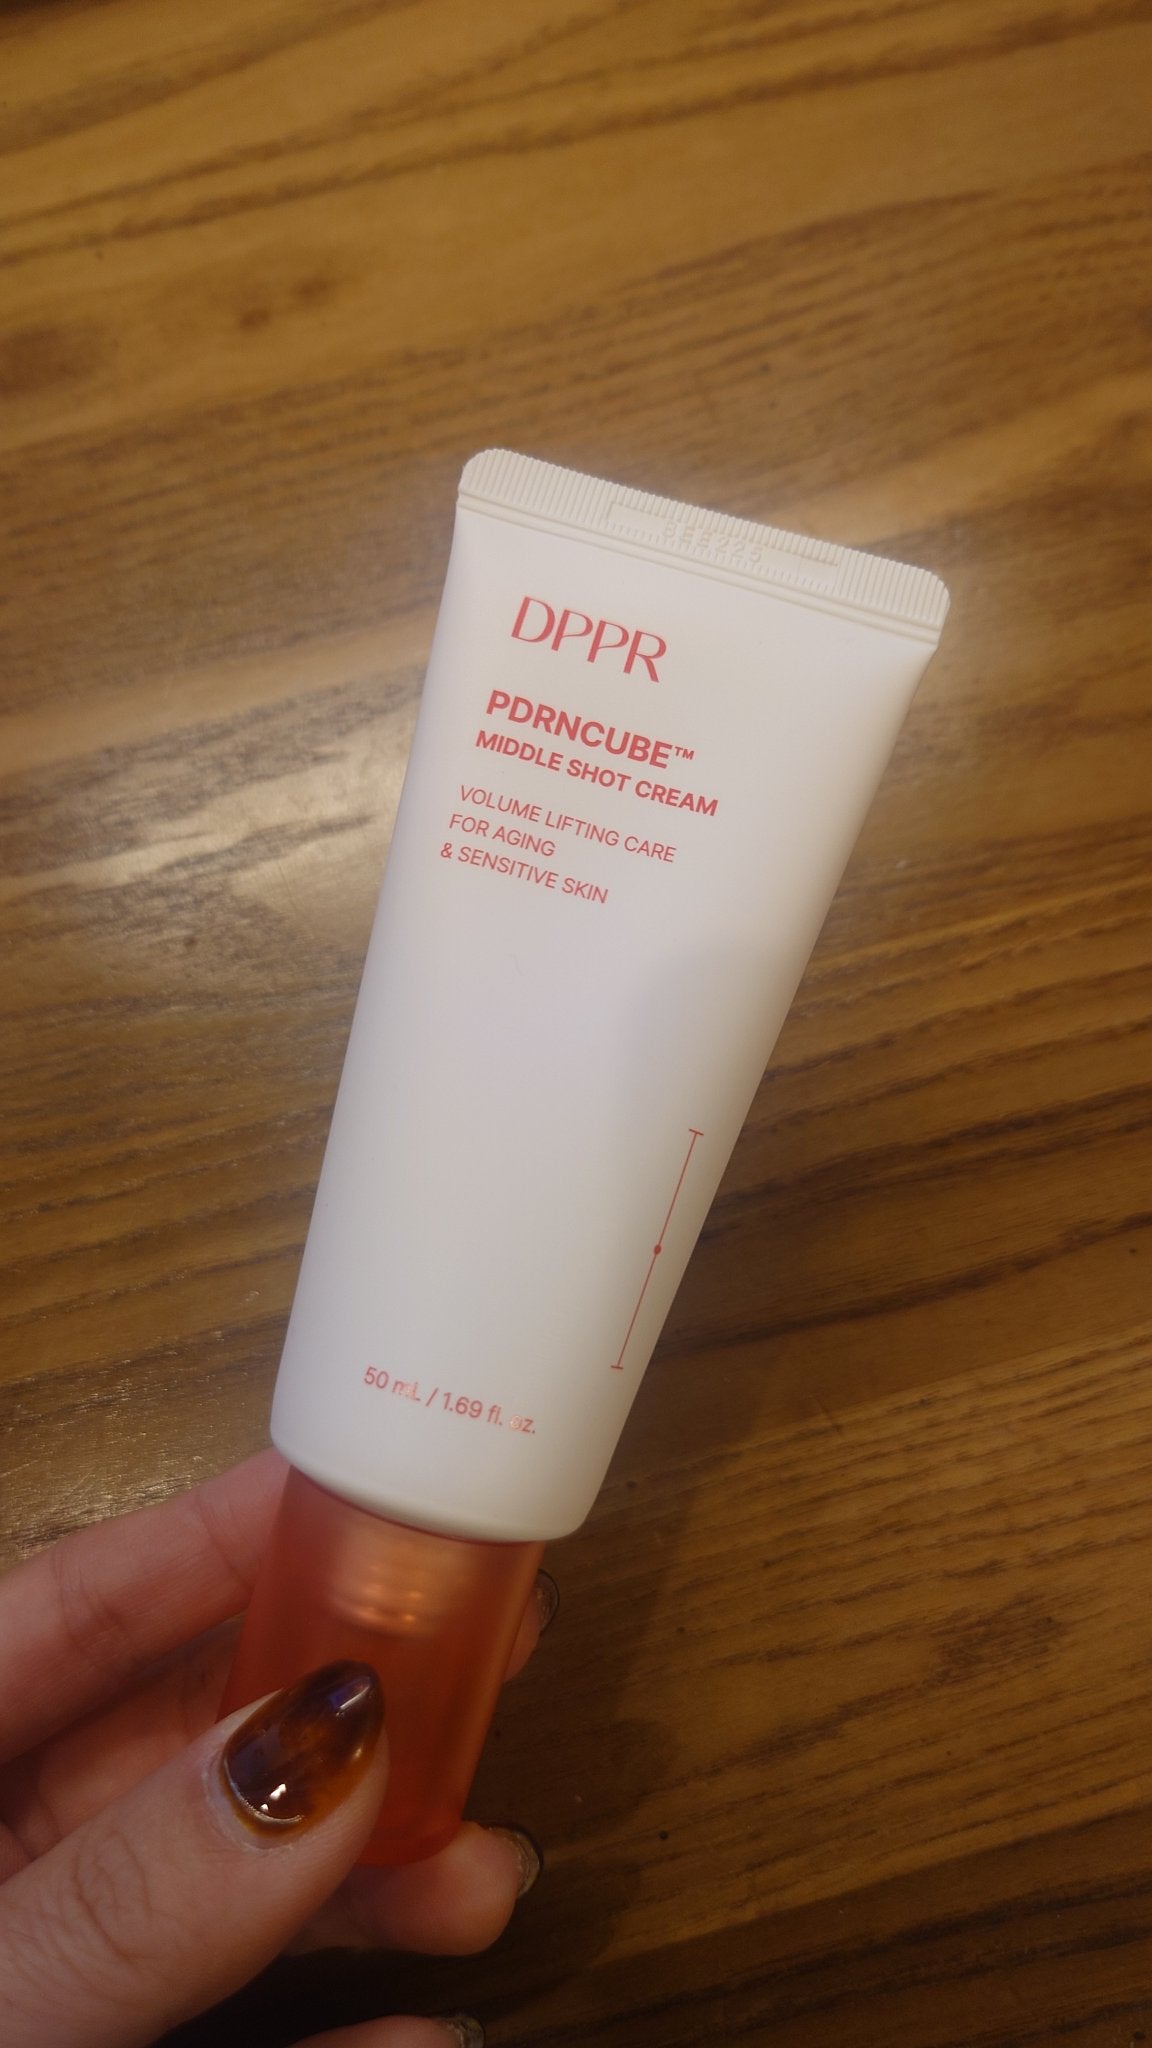 DPPR
PDRNCUBE™
MIDDLE SHOT CREAM
VOLUME LIFTING CARE
FOR AGING
& SENSITIVE SKIN
50 mL / 1.69 fl. oz.